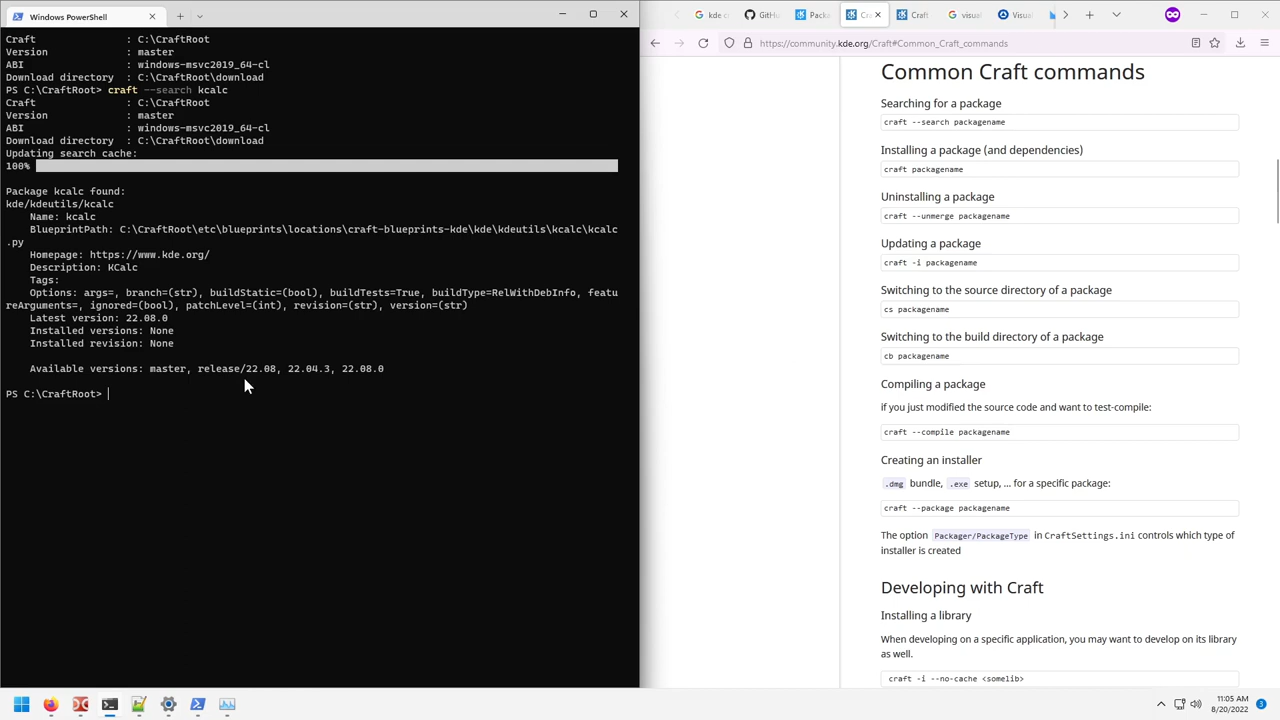 Windows PowerShell
Craft : C:\CraftRoot
Version : master
ABI : windows-msvc2019_64-cl
Download directory : C:\CraftRoot\download
PS C:\CraftRoot> craft --search kcalc
Craft : C:\CraftRoot
Version : master
ABI : windows-msvc2019_64-cl
Download directory : C:\CraftRoot\download
Updating search cache:
100%
Package kcalc found:
kde/kdeutils/kcalc
Name: kcalc
BlueprintPath: C:\CraftRoot\etc\blueprints\locations\craft-blueprints-kde\kde\kdeutils\kcalc\kcalc
.py
Homepage: https://www.kde.org/
Description: KCalc
Tags:
Options: args=, branch=(str), buildStatic=(bool), buildTests=True, buildType=RelWithDebInfo, featu
reArguments=, ignored=(bool), patchLevel=(int), revision=(str), version=(str)
Latest version: 22.08.0
Installed versions: None
Installed revision: None
Available versions: master, release/22.08, 22.04.3, 22.08.0
PS C:\CraftRoot>
kde c
GitHu
Packa
Cr
Craft
visual
Visual
https://community.kde.org/Craft#Common_Craft_commands
Common Craft commands
Searching for a package
craft --search packagename
Installing a package (and dependencies)
craft packagename
Uninstalling a package
craft --unmerge packagename
Updating a package
craft -i packagename
Switching to the source directory of a package
cs packagename
Switching to the build directory of a package
cb packagename
Compiling a package
if you just modified the source code and want to test-compile:
craft --compile packagename
Creating an installer
.dmg bundle, .exe setup, … for a specific package:
craft --package packagename
The option Packager/PackageType in CraftSettings.ini controls which type of
installer is created
Developing with Craft
Installing a library
When developing on a specific application, you may want to develop on its library
as well.
craft -i --no-cache <somelib>
11:05 AM
8/20/2022
3